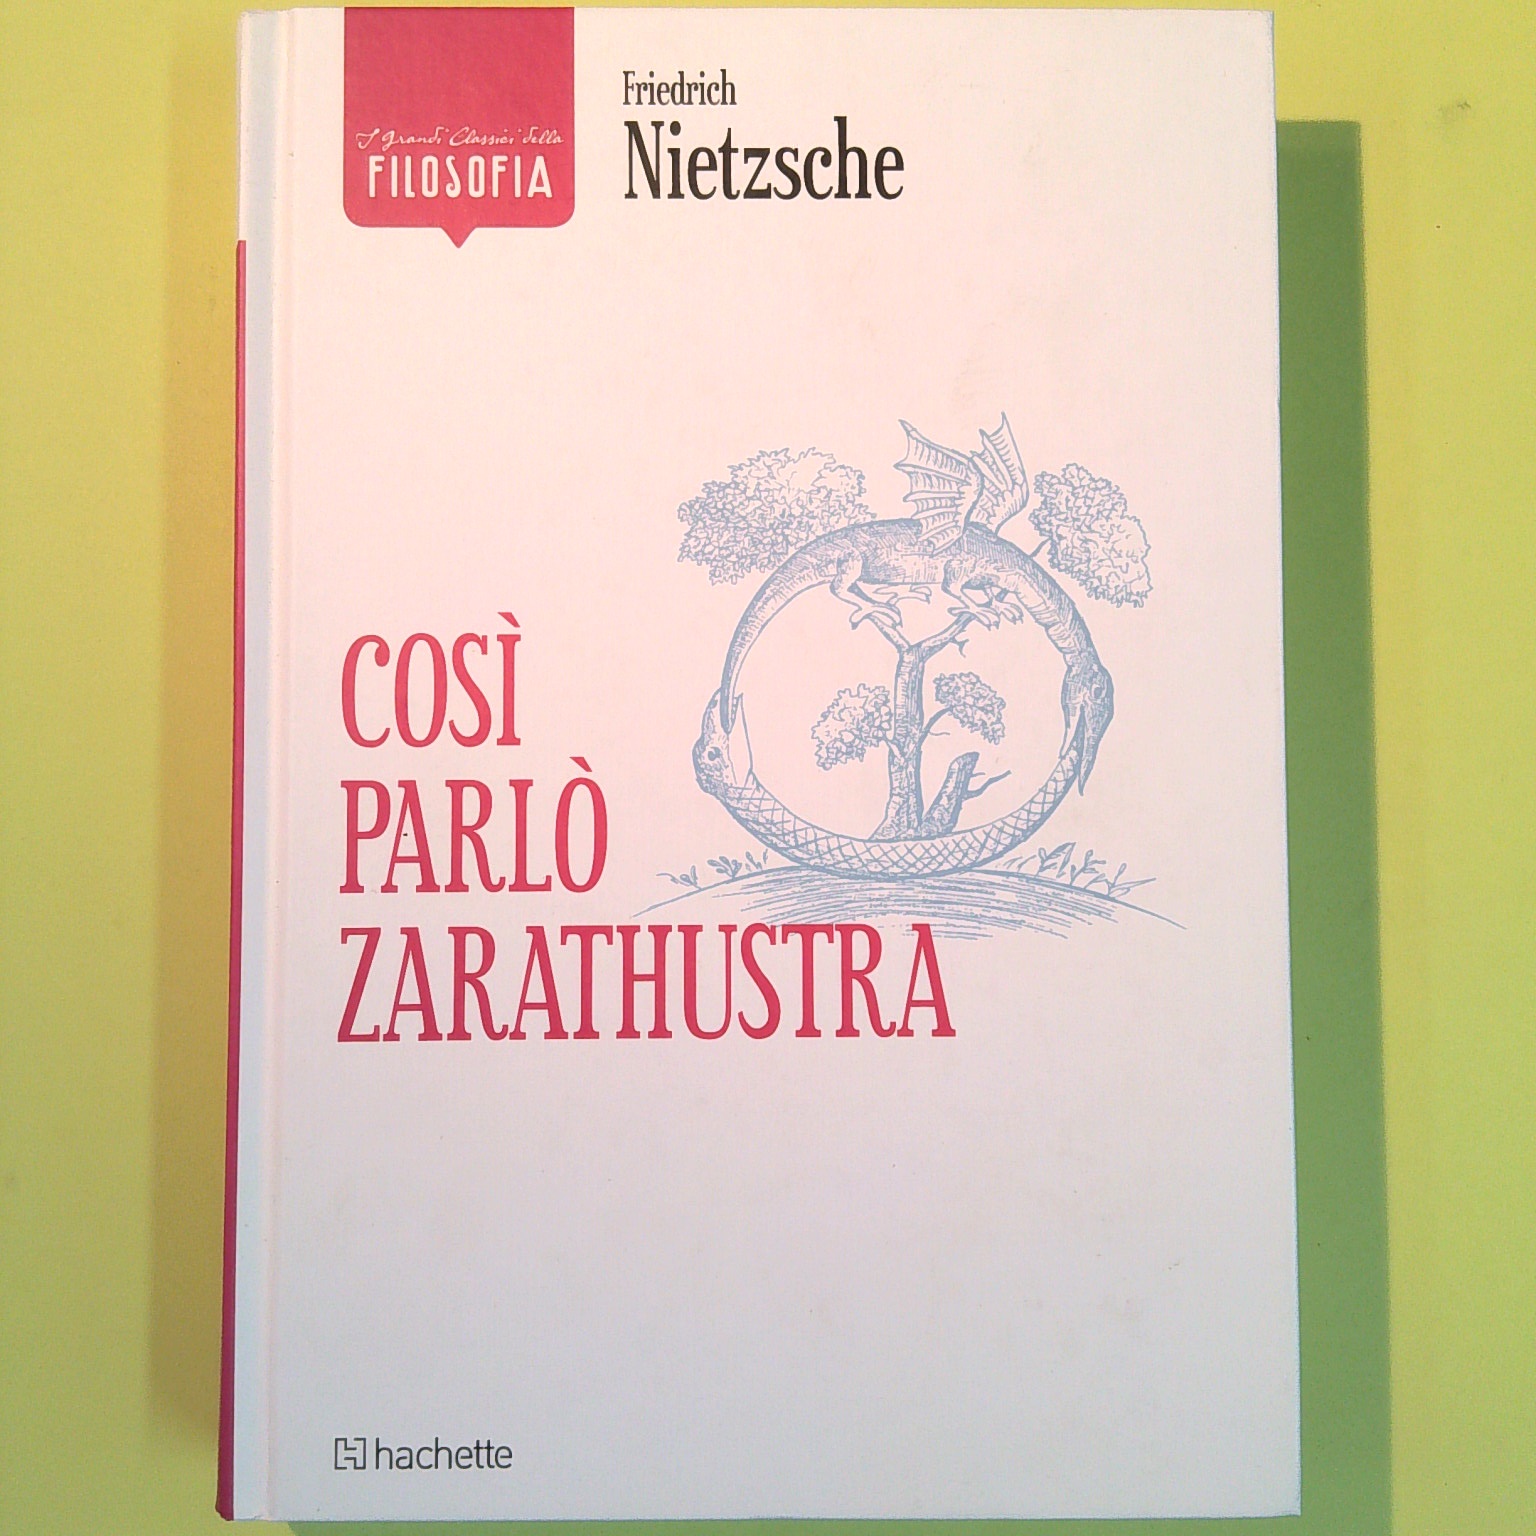 I Grandi Classici della
FILOSOFIA
Friedrich
Nietzsche
COSÌ
PARLÒ
ZARATHUSTRA
hachette